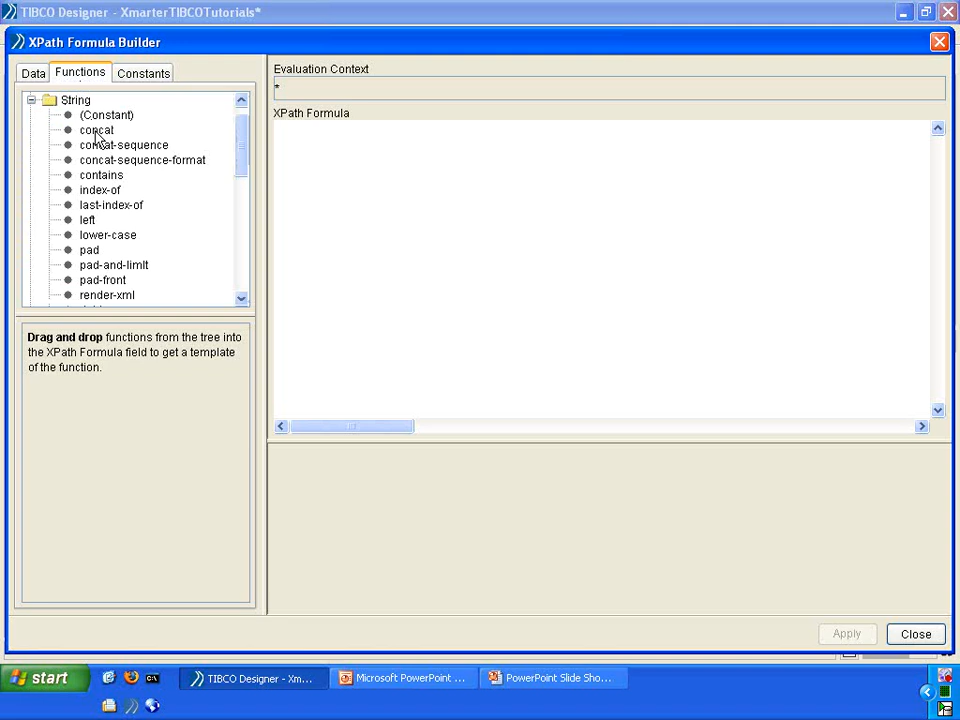 TIBCO Designer - XmarterTIBCOTutorials*
XPath Formula Builder
Data
Functions
Constants
String
(Constant)
concat
concat-sequence
concat-sequence-format
contains
index-of
last-index-of
left
lower-case
pad
pad-and-limIt
pad-front
render-xml
Drag and drop functions from the tree into
the XPath Formula field to get a template
of the function.
Evaluation Context
*
XPath Formula
Apply
Close
start
TIBCO Designer - Xm...
Microsoft PowerPoint ...
PowerPoint Slide Sho...